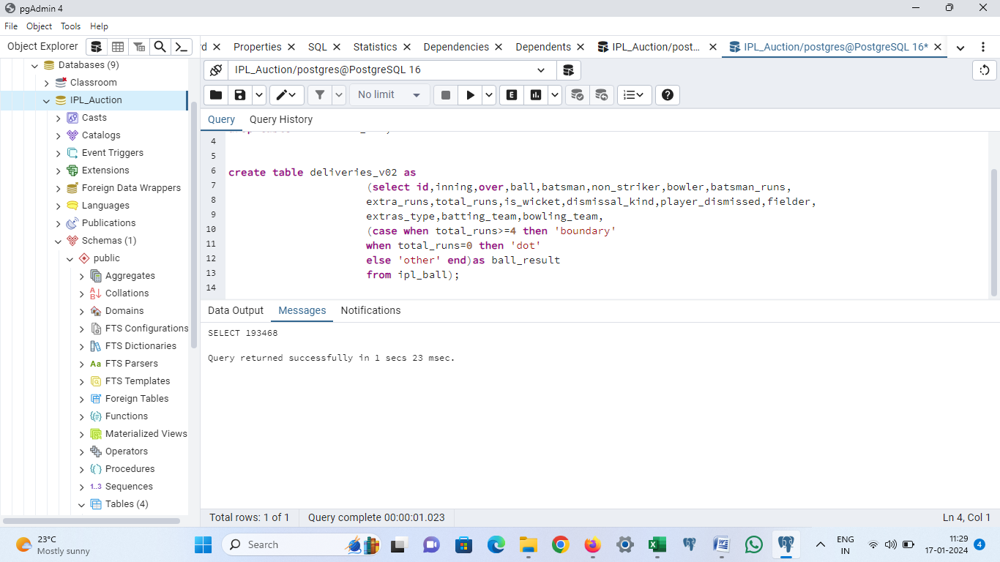 pgAdmin 4
File Object Tools Help
Object Explorer
Properties SQL Statistics Dependencies Dependents IPL_Auction/post... IPL_Auction/postgres@PostgreSQL 16*
Databases (9)
Classroom
IPL_Auction
Casts
Catalogs
Event Triggers
Extensions
Foreign Data Wrappers
Languages
Publications
Schemas (1)
public
Aggregates
Collations
Domains
FTS Configurations
FTS Dictionaries
Aa FTS Parsers
FTS Templates
Foreign Tables
Functions
Materialized Views
Operators
Procedures
1..3 Sequences
Tables (4)
IPL_Auction/postgres@PostgreSQL 16
No limit
E
Query Query History
4
5
6 create table deliveries_v02 as
7 (select id,inning,over,ball,batsman,non_striker,bowler,batsman_runs,
8 extra_runs,total_runs,is_wicket,dismissal_kind,player_dismissed,fielder,
9 extras_type,batting_team,bowling_team,
10 (case when total_runs>=4 then 'boundary'
11 when total_runs=0 then 'dot'
12 else 'other' end)as ball_result
13 from ipl_ball);
14
Data Output Messages Notifications
SELECT 193468
Query returned successfully in 1 secs 23 msec.
Total rows: 1 of 1 Query complete 00:00:01.023 Ln 4, Col 1
23°C
Mostly sunny
Search
ENG
IN
11:29
17-01-2024
4